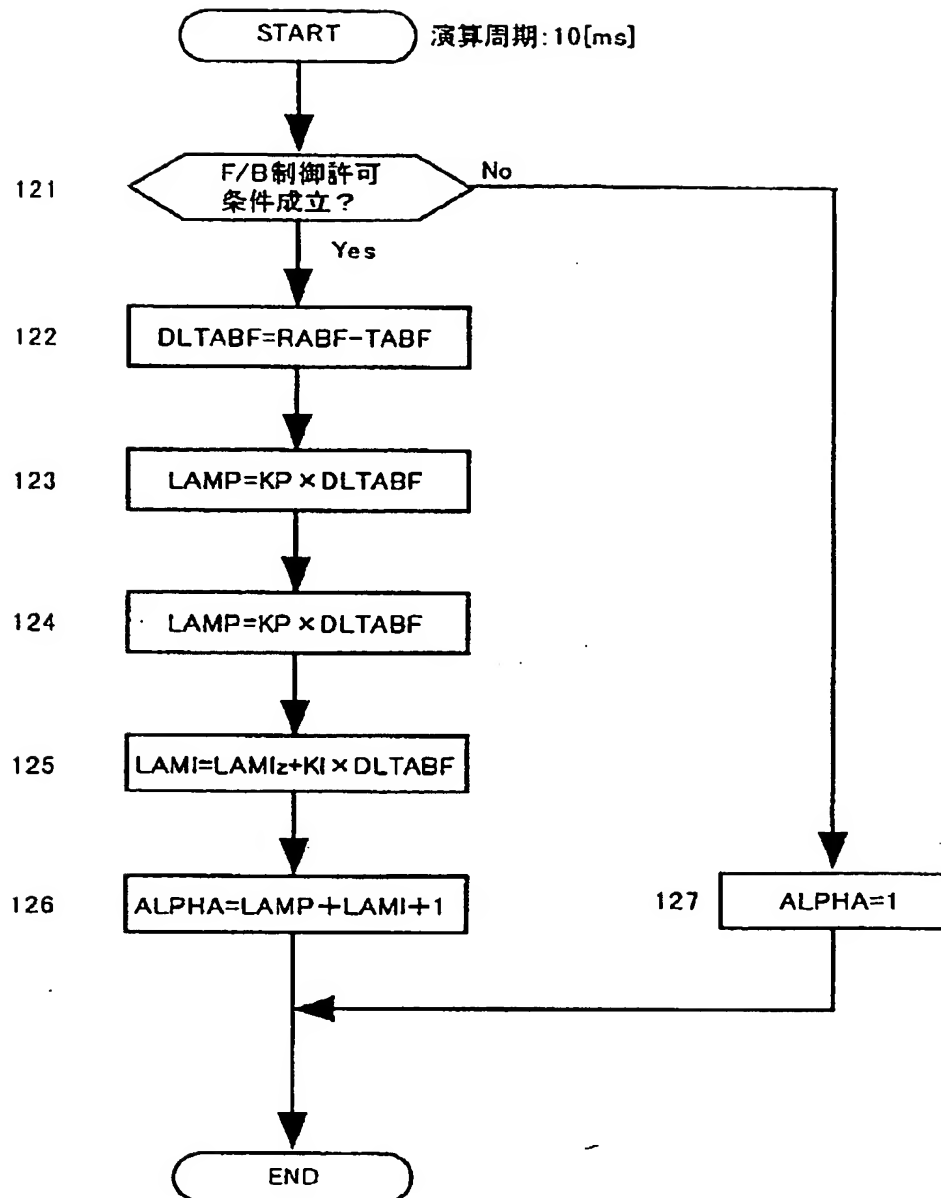 START
演算周期:10[ms]
121
F/B制御許可
条件成立?
No
Yes
122
DLTABF=RABF-TABF
123
LAMP=KP×DLTABF
124
LAMP=KP×DLTABF
125
LAMI=LAMIz+KI×DLTABF
126
ALPHA=LAMP+LAMI+1
127
ALPHA=1
END